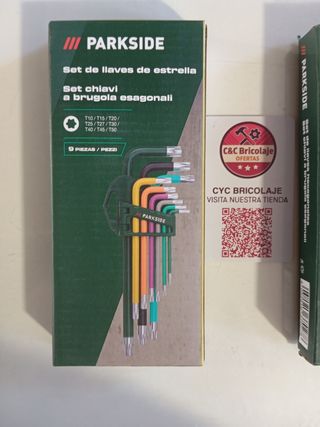 /// PARKSIDE
Set de llaves de estrella
Set chiavi
a brugola esagonali
T10 / T15 / T20 /
T25 / T27 / T30 /
T40 / T45 / T50
9 PIEZAS / PEZZI
PARKSIDE
C&C Bricolaje
OFERTAS
CYC BRICOLAJE
VISITA NUESTRA TIENDA
PARKSIDE